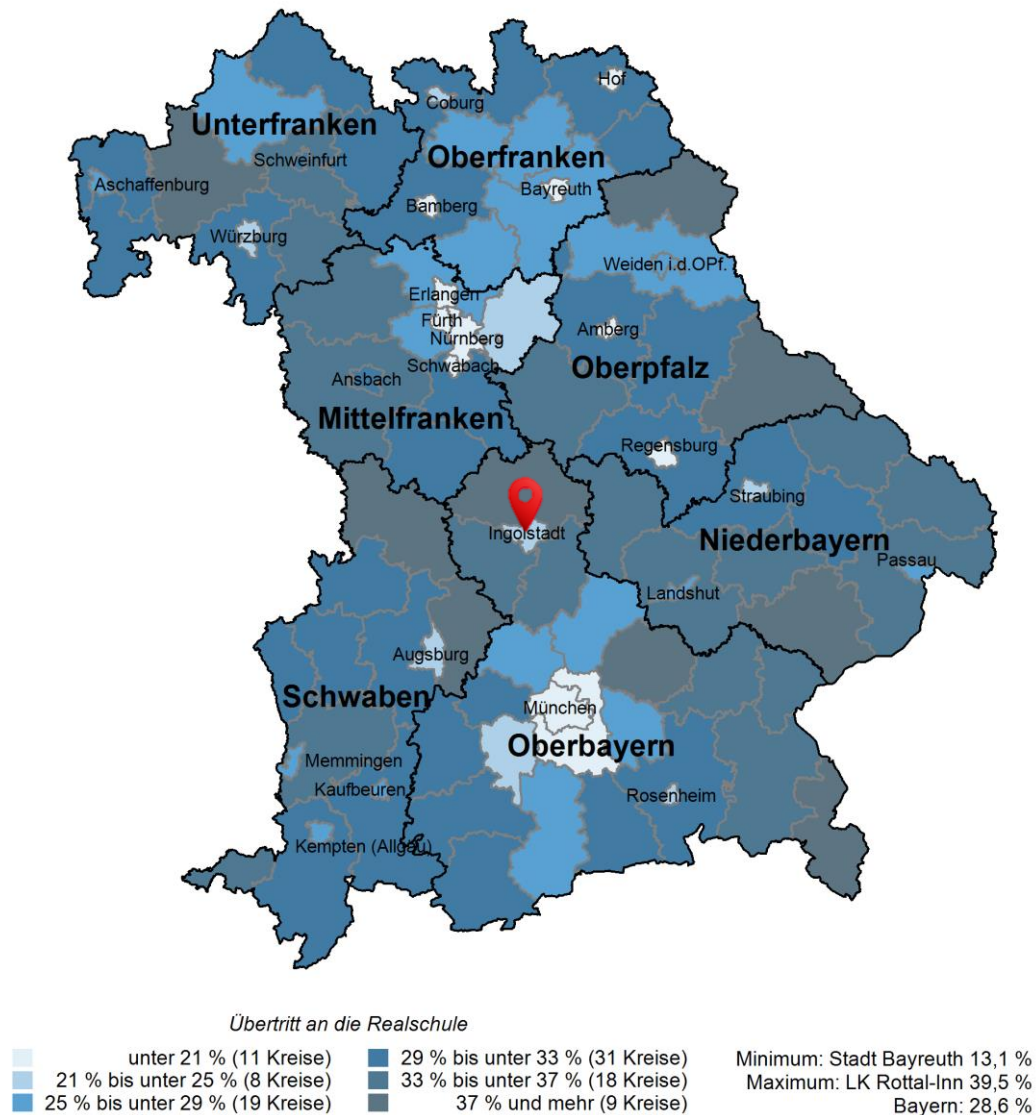 Hof
Coburg
Unterfranken
Schweinfurt
Oberfranken
Aschaffenburg
Bayreuth
Bamberg
Würzburg
Weiden i.d.OPf.
Erlangen
Fürth
Nürnberg
Amberg
Schwabach
Oberpfalz
Ansbach
Mittelfranken
Regensburg
Straubing
Ingolstadt
Niederbayern
Passau
Landshut
Augsburg
Schwaben
München
Oberbayern
Memmingen
Kaufbeuren
Rosenheim
Kempten (Allgäu)
Übertritt an die Realschule
unter 21 % (11 Kreise)
21 % bis unter 25 % (8 Kreise)
25 % bis unter 29 % (19 Kreise)
29 % bis unter 33 % (31 Kreise)
33 % bis unter 37 % (18 Kreise)
37 % und mehr (9 Kreise)
Minimum: Stadt Bayreuth 13,1 %
Maximum: LK Rottal-Inn 39,5 %
Bayern: 28,6 %